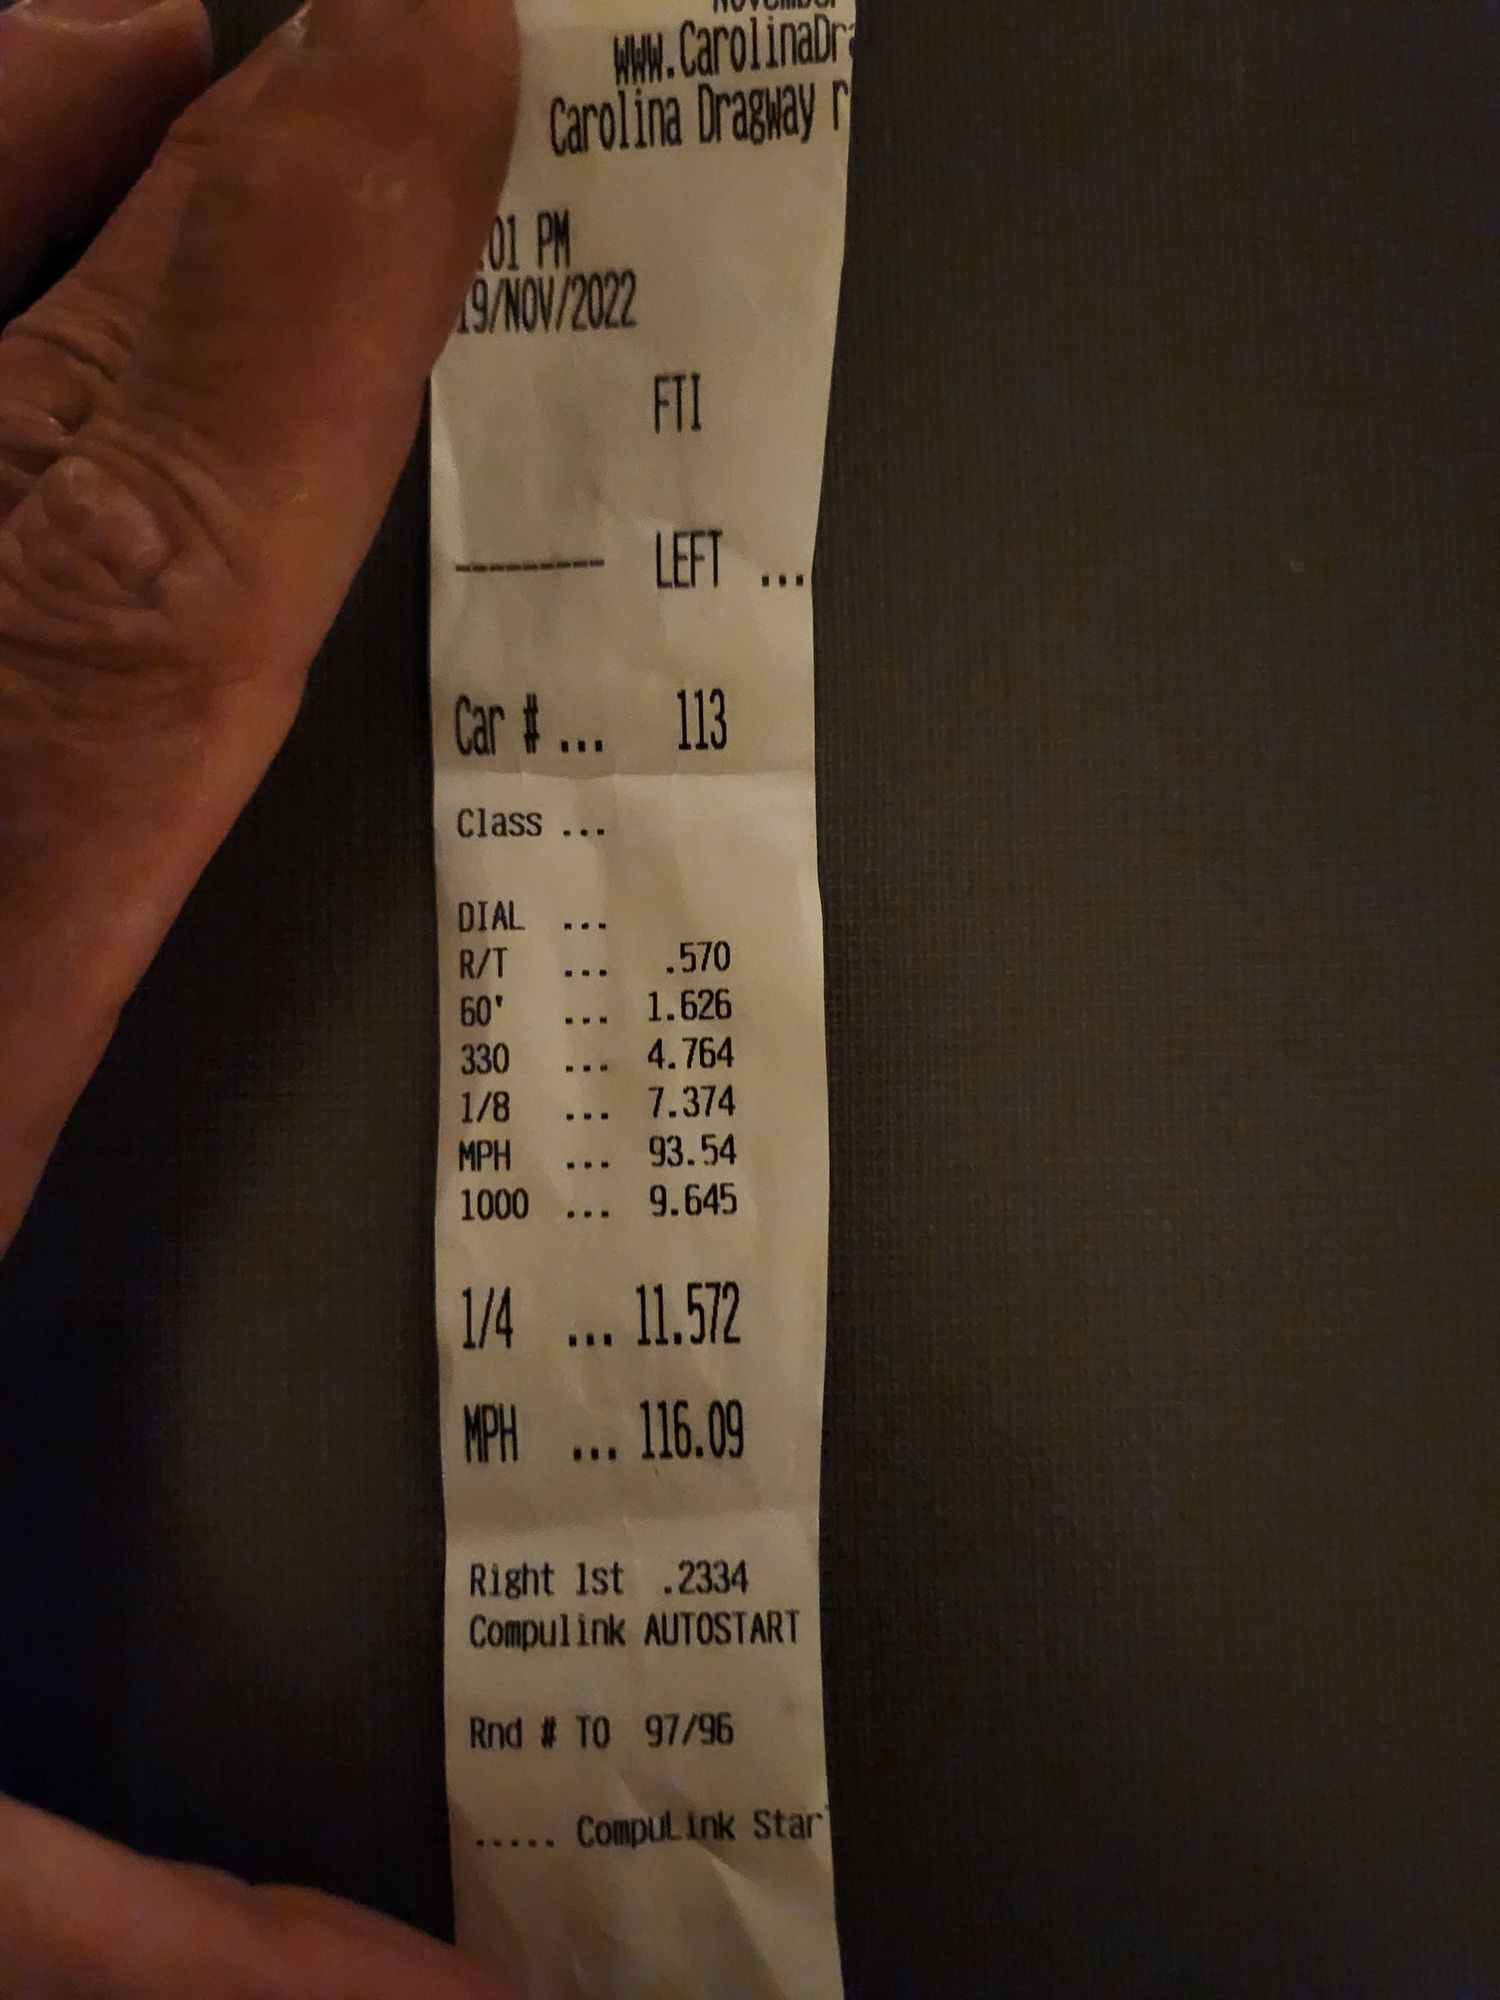 www.CarolinaDra
Carolina Dragway r
:01 PM
19/NOV/2022
FTI
--------- LEFT ...
Car # ... 113
Class ...
DIAL ...
R/T ... .570
60' ... 1.626
330 ... 4.764
1/8 ... 7.374
MPH ... 93.54
1000 ... 9.645
1/4 ... 11.572
MPH ... 116.09
Right 1st .2334
Compulink AUTOSTART
Rnd # TO 97/96
..... CompuLink Star